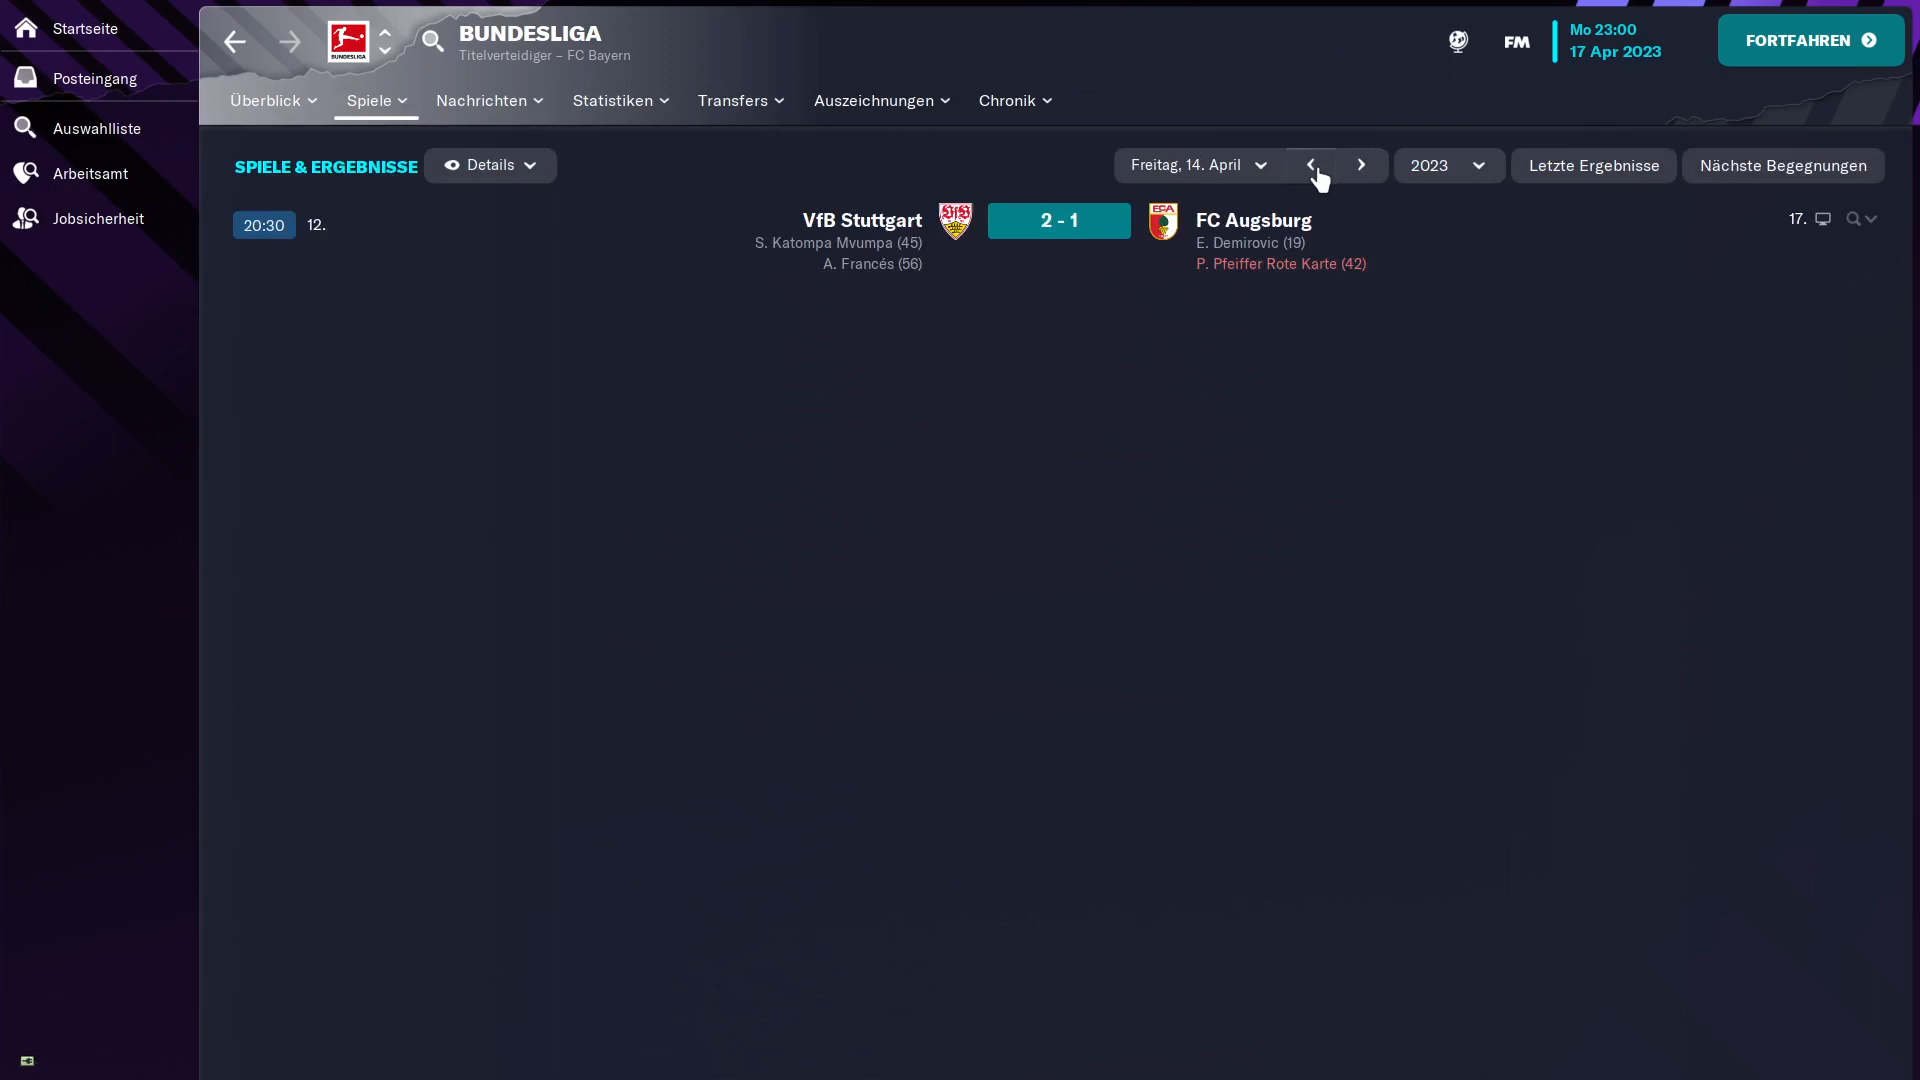 Startseite
Posteingang
Auswahlliste
Arbeitsamt
Jobsicherheit
BUNDESLIGA
BUNDESLIGA
Titelverteidiger – FC Bayern
FM
Mo 23:00
17 Apr 2023
FORTFAHREN
Überblick
Spiele
Nachrichten
Statistiken
Transfers
Auszeichnungen
Chronik
SPIELE & ERGEBNISSE
Details
Freitag, 14. April
2023
Letzte Ergebnisse
Nächste Begegnungen
20:30
12.
VfB Stuttgart
2 - 1
FCA
FC Augsburg
17.
S. Katompa Mvumpa (45)
E. Demirovic (19)
A. Francés (56)
P. Pfeiffer Rote Karte (42)